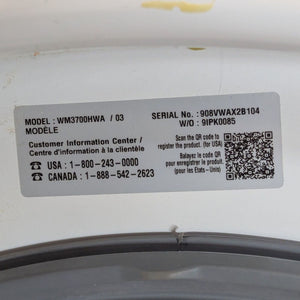 MODEL : WM3700HWA / 03
MODÈLE
Customer Information Center /
Centre d'information à la clientèle
USA : 1-800-243-0000
CANADA : 1-888-542-2623
SERIAL No. : 908VWAX2B104
W/O : 9IPK0085
Scan the QR code to
register the product. (for US)
Balayez le code QR
pour enregistrer le
produit. (pour les
Etats - Unis)